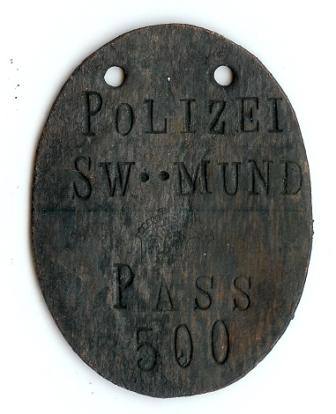 POLIZEI
SW··MUND
PASS
500